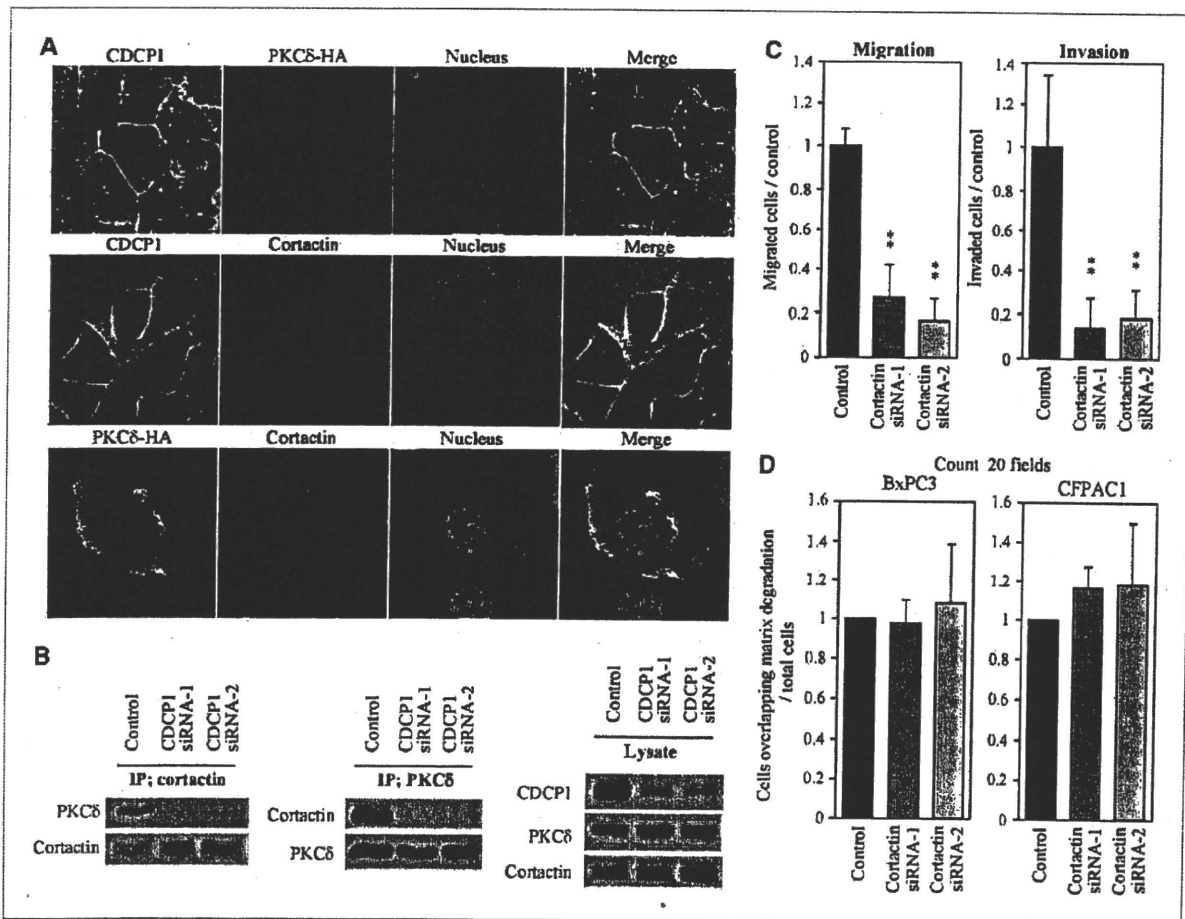 A
CDCP1 PKCδ-HA Nucleus Merge
CDCP1 Cortactin Nucleus Merge
PKCδ-HA Cortactin Nucleus Merge
B
Control
CDCP1 siRNA-1
CDCP1 siRNA-2
IP; cortactin
PKCδ
Cortactin
Control
CDCP1 siRNA-1
CDCP1 siRNA-2
IP; PKCδ
Cortactin
PKCδ
Control
CDCP1 siRNA-1
CDCP1 siRNA-2
Lysate
CDCP1
PKCδ
Cortactin
C
Migration
Migrated cells / control
1.4
1.2
1
0.8
0.6
0.4
0.2
0
**
**
Control
Cortactin siRNA-1
Cortactin siRNA-2
Invasion
Invaded cells / control
1.4
1.2
1
0.8
0.6
0.4
0.2
0
**
**
Control
Cortactin siRNA-1
Cortactin siRNA-2
D
Count 20 fields
BxPC3
Cells overlapping matrix degradation
/ total cells
1.6
1.4
1.2
1
0.8
0.6
0.4
0.2
0
Control
Cortactin siRNA-1
Cortactin siRNA-2
CFPAC1
1.6
1.4
1.2
1
0.8
0.6
0.4
0.2
0
Control
Cortactin siRNA-1
Cortactin siRNA-2